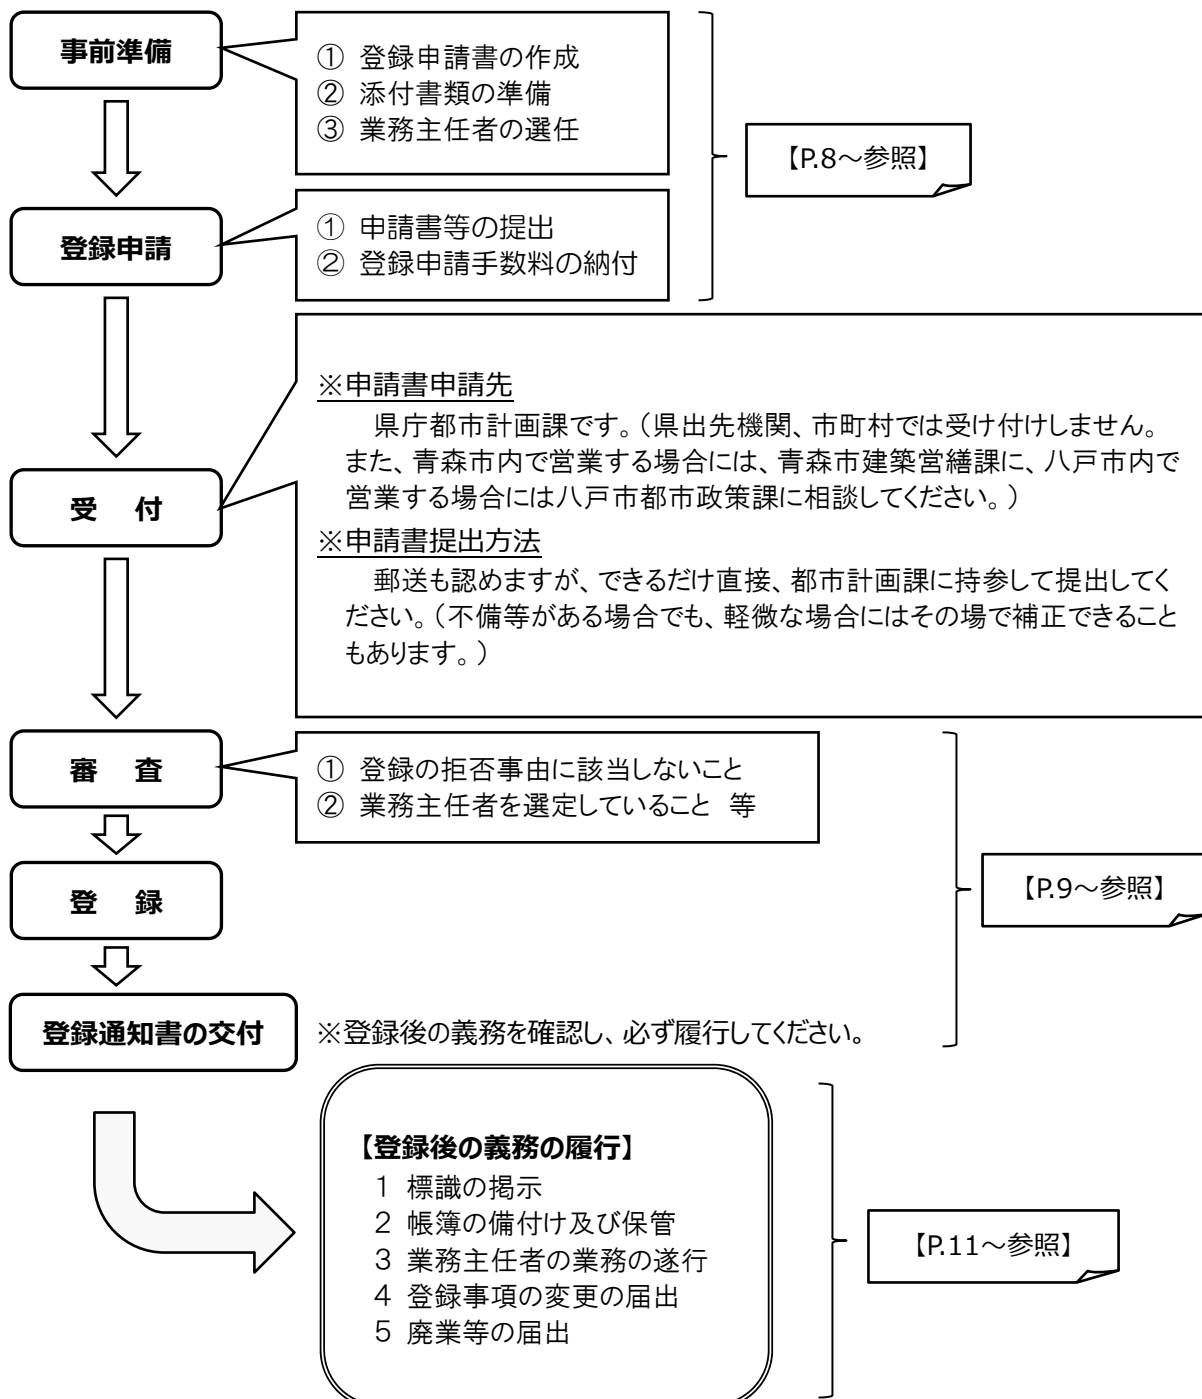 事前準備
① 登録申請書の作成
② 添付書類の準備
③ 業務主任者の選任
【P.8～参照】
登録申請
① 申請書等の提出
② 登録申請手数料の納付
受　付
※申請書申請先
県庁都市計画課です。（県出先機関、市町村では受け付けしません。
また、青森市内で営業する場合には、青森市建築営繕課に、八戸市内で
営業する場合には八戸市都市政策課に相談してください。）
※申請書提出方法
郵送も認めますが、できるだけ直接、都市計画課に持参して提出してく
ださい。（不備等がある場合でも、軽微な場合にはその場で補正できること
もあります。）
審　査
① 登録の拒否事由に該当しないこと
② 業務主任者を選定していること　等
登　録
【P.9～参照】
登録通知書の交付
※登録後の義務を確認し、必ず履行してください。
【登録後の義務の履行】
１ 標識の掲示
２ 帳簿の備付け及び保管
３ 業務主任者の業務の遂行
４ 登録事項の変更の届出
５ 廃業等の届出
【P.11～参照】